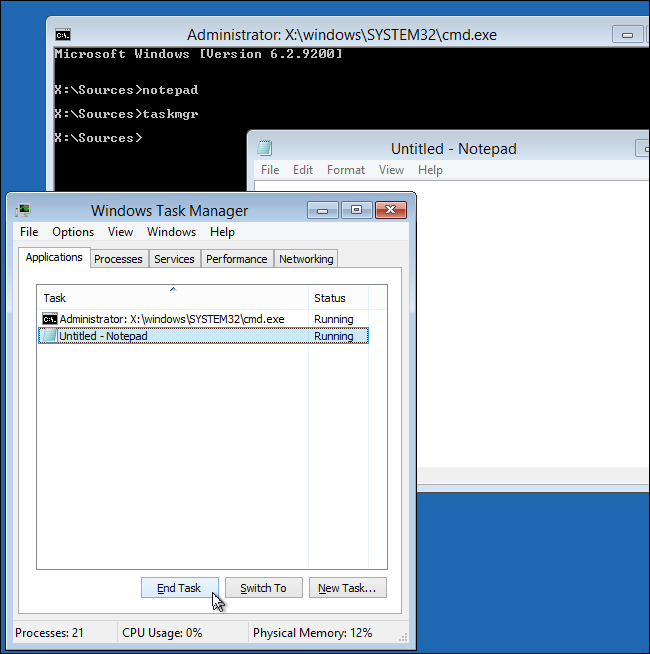 Administrator: X:\windows\SYSTEM32\cmd.exe
Microsoft Windows [Version 6.2.9200]
X:\Sources>notepad
X:\Sources>taskmgr
X:\Sources>
Untitled - Notepad
File Edit Format View Help
Windows Task Manager
File Options View Windows Help
Applications Processes Services Performance Networking
Task Status
Administrator: X:\windows\SYSTEM32\cmd.exe Running
Untitled - Notepad Running
End Task Switch To New Task...
Processes: 21 CPU Usage: 0% Physical Memory: 12%